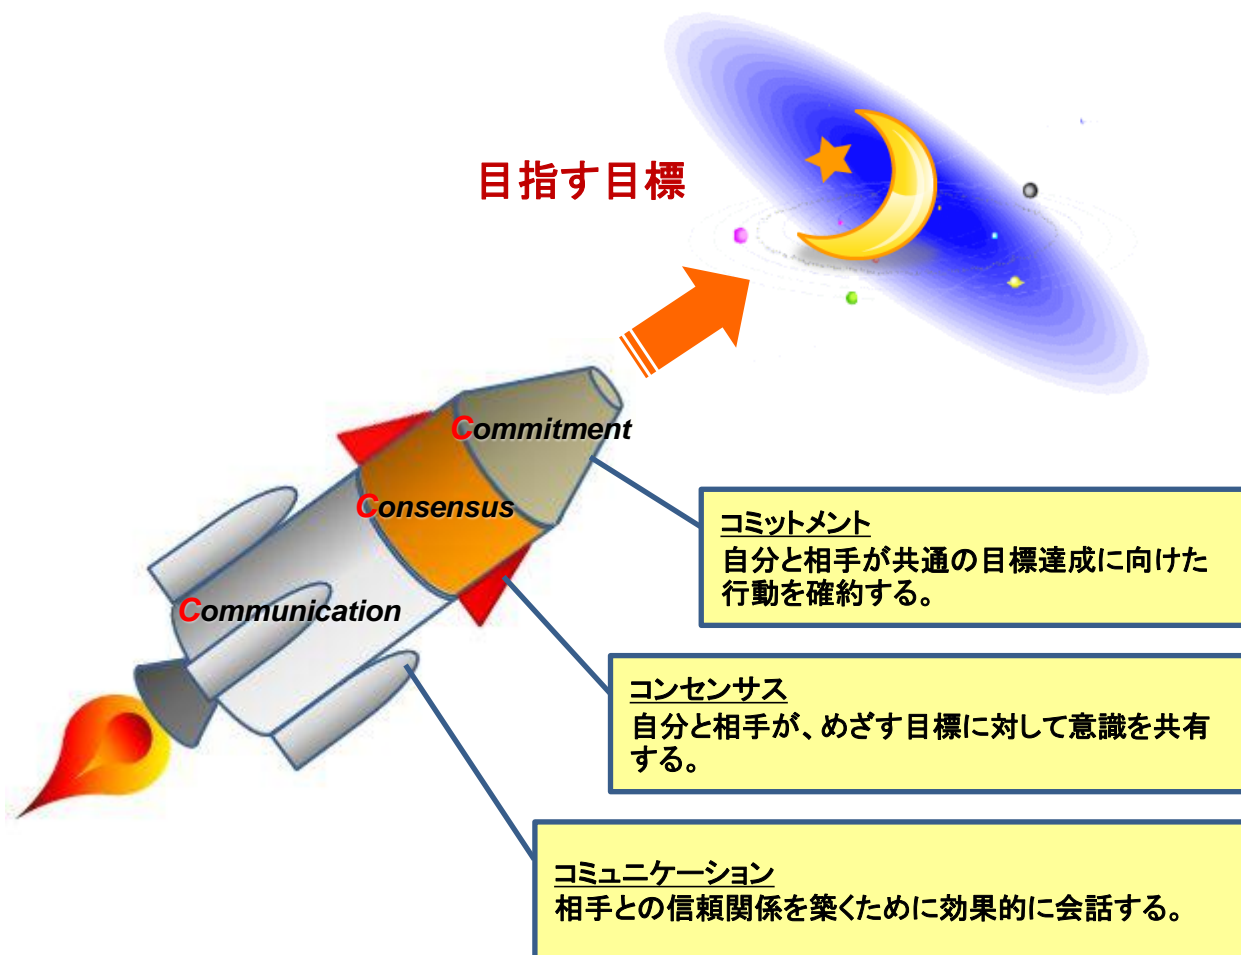 目指す目標
Commitment
Consensus
Communication
コミットメント
自分と相手が共通の目標達成に向けた
行動を確約する。
コンセンサス
自分と相手が、めざす目標に対して意識を共有
する。
コミュニケーション
相手との信頼関係を築くために効果的に会話する。